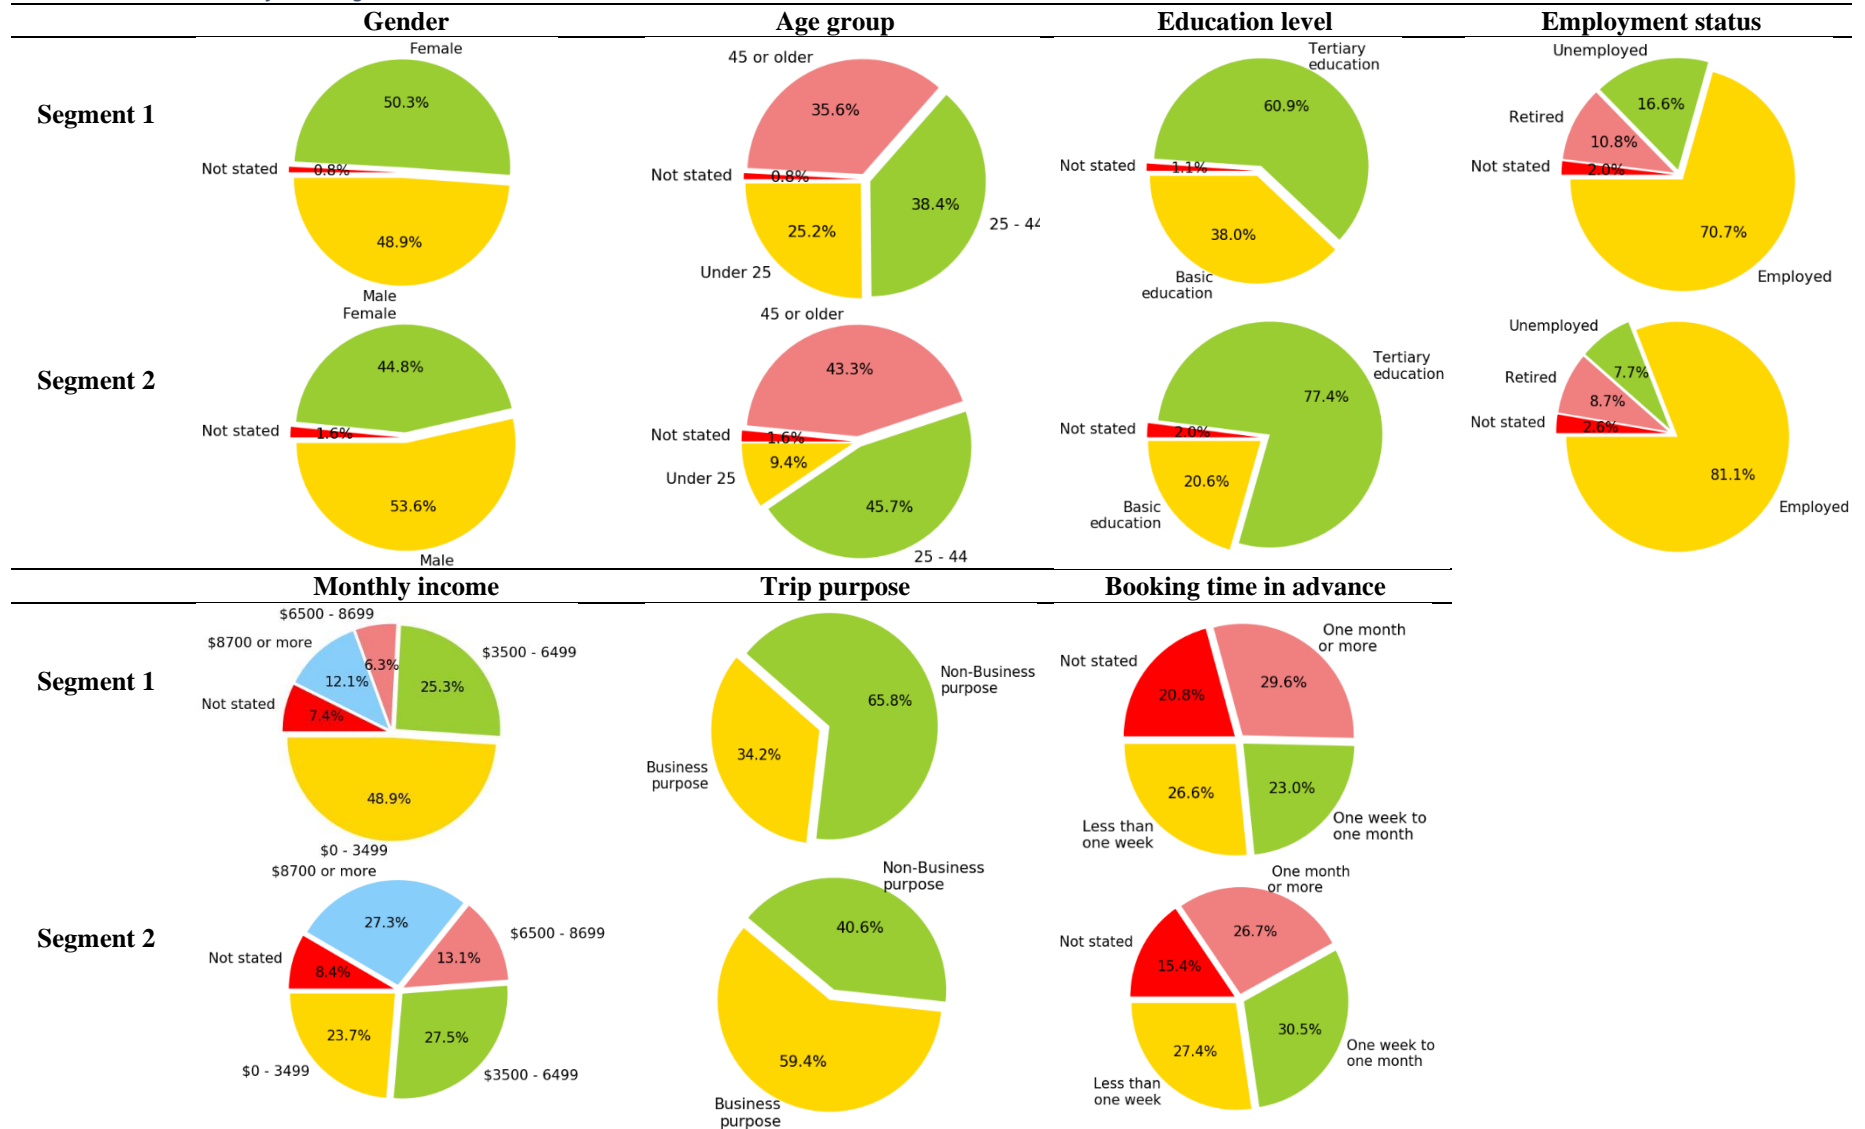 Gender Age group Education level Employment status
Segment 1
Female
50.3%
Not stated
0.8%
48.9%
Male
45 or older
35.6%
Not stated
0.8%
38.4%
25 - 44
25.2%
Under 25
Tertiary
education
60.9%
Not stated
1.1%
38.0%
Basic
education
Unemployed
16.6%
Retired
10.8%
Not stated
2.0%
70.7%
Employed
Segment 2
Female
44.8%
Not stated
1.6%
53.6%
Male
45 or older
43.3%
Not stated
1.6%
9.4%
Under 25
45.7%
25 - 44
Tertiary
education
77.4%
Not stated
2.0%
20.6%
Basic
education
Unemployed
7.7%
Retired
8.7%
Not stated
2.6%
81.1%
Employed
Monthly income Trip purpose Booking time in advance
Segment 1
$6500 - 8699
6.3%
$8700 or more
12.1%
$3500 - 6499
25.3%
Not stated
7.4%
48.9%
$0 - 3499
Non-Business
purpose
65.8%
34.2%
Business
purpose
One month
or more
29.6%
Not stated
20.8%
26.6%
Less than
one week
23.0%
One week to
one month
Segment 2
$8700 or more
27.3%
$6500 - 8699
13.1%
Not stated
8.4%
23.7%
$0 - 3499
27.5%
$3500 - 6499
Non-Business
purpose
40.6%
59.4%
Business
purpose
One month
or more
26.7%
Not stated
15.4%
30.5%
One week to
one month
27.4%
Less than
one week